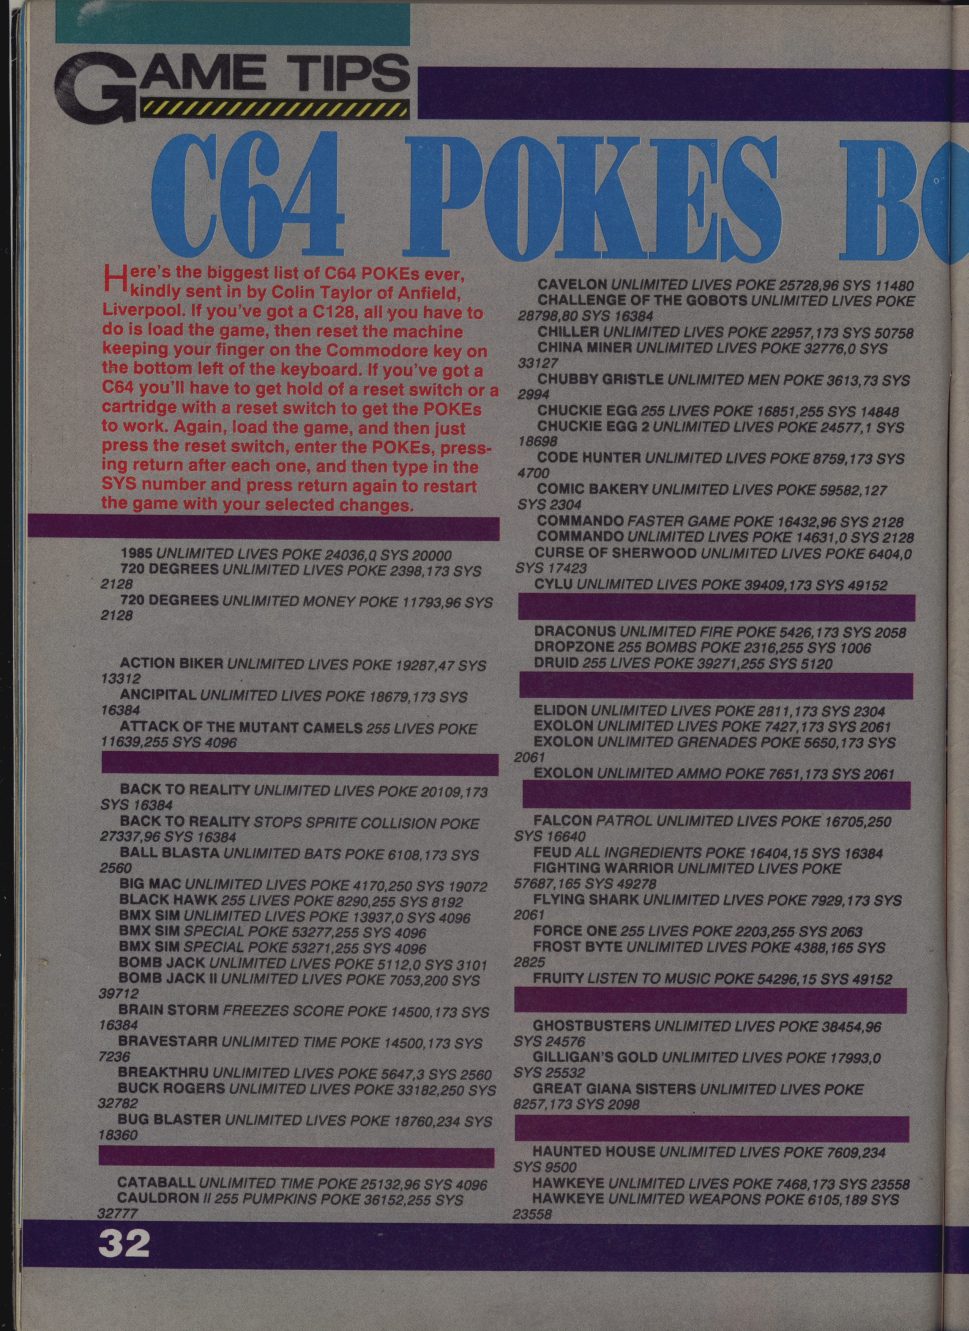 GAME TIPS
C64 POKES BO
Here's the biggest list of C64 POKEs ever,
kindly sent in by Colin Taylor of Anfield,
Liverpool. If you've got a C128, all you have to
do is load the game, then reset the machine
keeping your finger on the Commodore key on
the bottom left of the keyboard. If you've got a
C64 you'll have to get hold of a reset switch or a
cartridge with a reset switch to get the POKEs
to work. Again, load the game, and then just
press the reset switch, enter the POKEs, press-
ing return after each one, and then type in the
SYS number and press return again to restart
the game with your selected changes.
1985 UNLIMITED LIVES POKE 24036,0 SYS 20000
720 DEGREES UNLIMITED LIVES POKE 2398,173 SYS
2128
720 DEGREES UNLIMITED MONEY POKE 11793,96 SYS
2128
ACTION BIKER UNLIMITED LIVES POKE 19287,47 SYS
13312
ANCIPITAL UNLIMITED LIVES POKE 18679,173 SYS
16384
ATTACK OF THE MUTANT CAMELS 255 LIVES POKE
11639,255 SYS 4096
BACK TO REALITY UNLIMITED LIVES POKE 20109,173
SYS 16384
BACK TO REALITY STOPS SPRITE COLLISION POKE
27337,96 SYS 16384
BALL BLASTA UNLIMITED BATS POKE 6108,173 SYS
2560
BIG MAC UNLIMITED LIVES POKE 4170,250 SYS 19072
BLACK HAWK 255 LIVES POKE 8290,255 SYS 8192
BMX SIM UNLIMITED LIVES POKE 13937,0 SYS 4096
BMX SIM SPECIAL POKE 53277,255 SYS 4096
BMX SIM SPECIAL POKE 53271,255 SYS 4096
BOMB JACK UNLIMITED LIVES POKE 5112,0 SYS 3101
BOMB JACK II UNLIMITED LIVES POKE 7053,200 SYS
39712
BRAIN STORM FREEZES SCORE POKE 14500,173 SYS
16384
BRAVESTARR UNLIMITED TIME POKE 14500,173 SYS
7236
BREAKTHRU UNLIMITED LIVES POKE 5647,3 SYS 2560
BUCK ROGERS UNLIMITED LIVES POKE 33182,250 SYS
32782
BUG BLASTER UNLIMITED LIVES POKE 18760,234 SYS
18360
CATABALL UNLIMITED TIME POKE 25132,96 SYS 4096
CAULDRON II 255 PUMPKINS POKE 36152,255 SYS
32777
CAVELON UNLIMITED LIVES POKE 25728,96 SYS 11480
CHALLENGE OF THE GOBOTS UNLIMITED LIVES POKE
28798,80 SYS 16384
CHILLER UNLIMITED LIVES POKE 22957,173 SYS 50758
CHINA MINER UNLIMITED LIVES POKE 32776,0 SYS
33127
CHUBBY GRISTLE UNLIMITED MEN POKE 3613,73 SYS
2994
CHUCKIE EGG 255 LIVES POKE 16851,255 SYS 14848
CHUCKIE EGG 2 UNLIMITED LIVES POKE 24577,1 SYS
18698
CODE HUNTER UNLIMITED LIVES POKE 8759,173 SYS
4700
COMIC BAKERY UNLIMITED LIVES POKE 59582,127
SYS 2304
COMMANDO FASTER GAME POKE 16432,96 SYS 2128
COMMANDO UNLIMITED LIVES POKE 14631,0 SYS 2128
CURSE OF SHERWOOD UNLIMITED LIVES POKE 6404,0
SYS 17423
CYLU UNLIMITED LIVES POKE 39409,173 SYS 49152
DRACONUS UNLIMITED FIRE POKE 5426,173 SYS 2058
DROPZONE 255 BOMBS POKE 2316,255 SYS 1006
DRUID 255 LIVES POKE 39271,255 SYS 5120
ELIDON UNLIMITED LIVES POKE 2811,173 SYS 2304
EXOLON UNLIMITED LIVES POKE 7427,173 SYS 2061
EXOLON UNLIMITED GRENADES POKE 5650,173 SYS
2061
EXOLON UNLIMITED AMMO POKE 7651,173 SYS 2061
FALCON PATROL UNLIMITED LIVES POKE 16705,250
SYS 16640
FEUD ALL INGREDIENTS POKE 16404,15 SYS 16384
FIGHTING WARRIOR UNLIMITED LIVES POKE
57687,165 SYS 49278
FLYING SHARK UNLIMITED LIVES POKE 7929,173 SYS
2061
FORCE ONE 255 LIVES POKE 2203,255 SYS 2063
FROST BYTE UNLIMITED LIVES POKE 4388,165 SYS
2825
FRUITY LISTEN TO MUSIC POKE 54296,15 SYS 49152
GHOSTBUSTERS UNLIMITED LIVES POKE 38454,96
SYS 24576
GILLIGAN'S GOLD UNLIMITED LIVES POKE 17993,0
SYS 25532
GREAT GIANA SISTERS UNLIMITED LIVES POKE
8257,173 SYS 2098
HAUNTED HOUSE UNLIMITED LIVES POKE 7609,234
SYS 9500
HAWKEYE UNLIMITED LIVES POKE 7468,173 SYS 23558
HAWKEYE UNLIMITED WEAPONS POKE 6105,189 SYS
23558
32